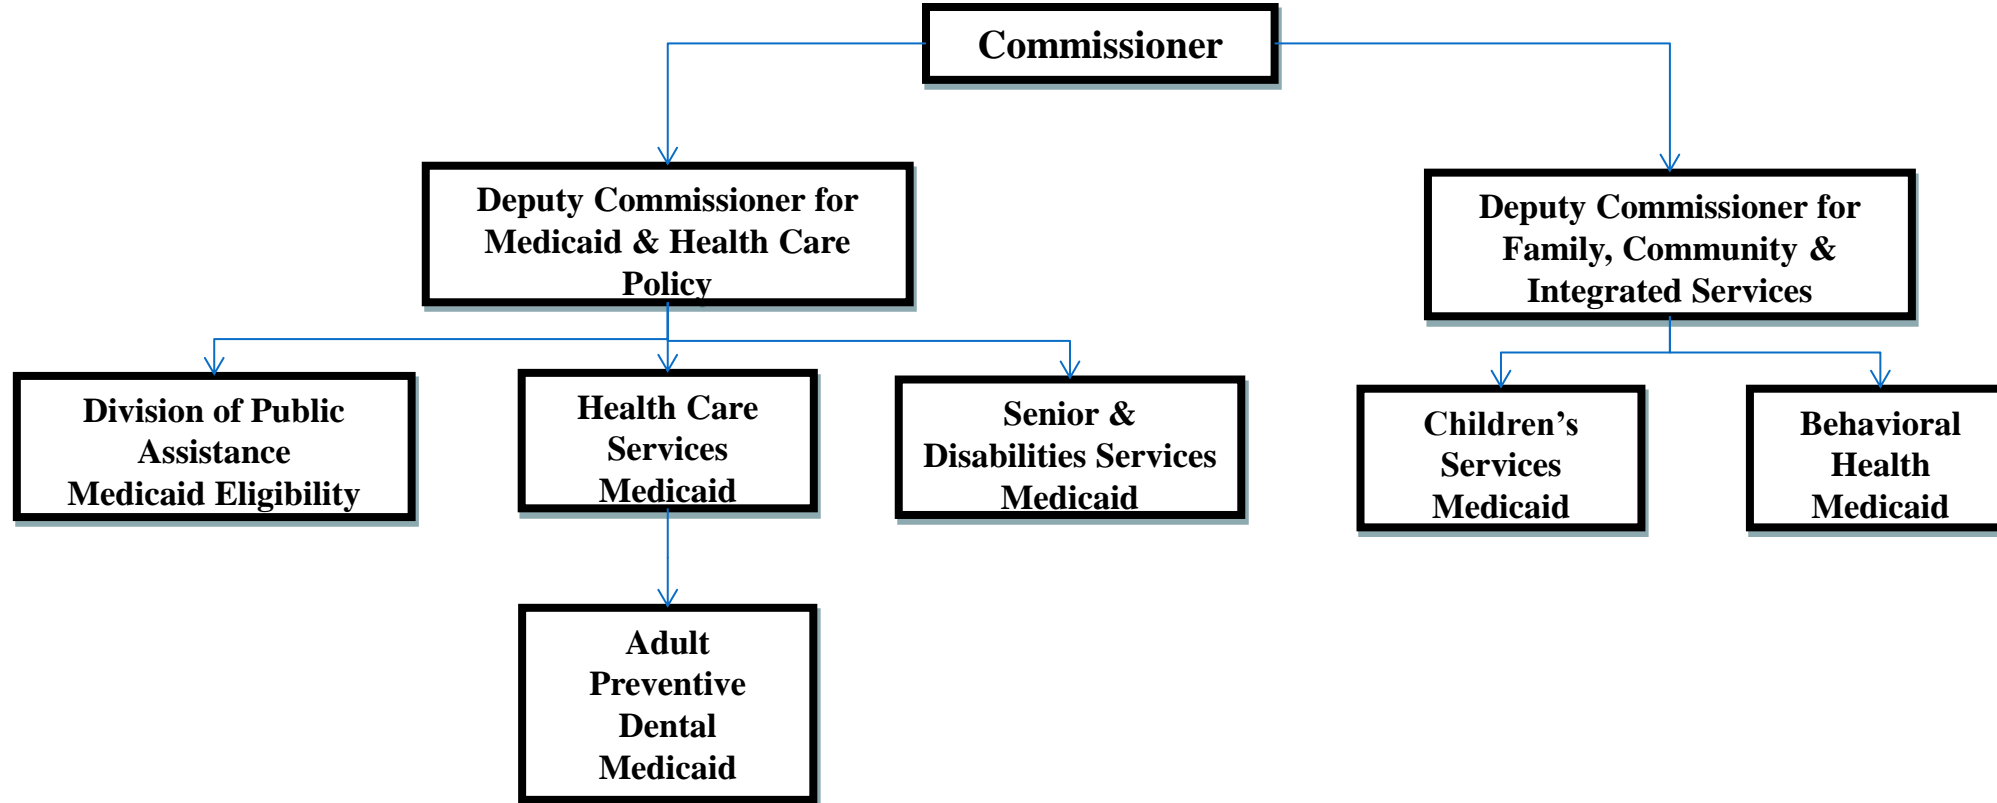 Commissioner
Deputy Commissioner for
Medicaid & Health Care
Policy
Deputy Commissioner for
Family, Community &
Integrated Services
Division of Public
Assistance
Medicaid Eligibility
Health Care
Services
Medicaid
Senior &
Disabilities Services
Medicaid
Children’s
Services
Medicaid
Behavioral
Health
Medicaid
Adult
Preventive
Dental
Medicaid